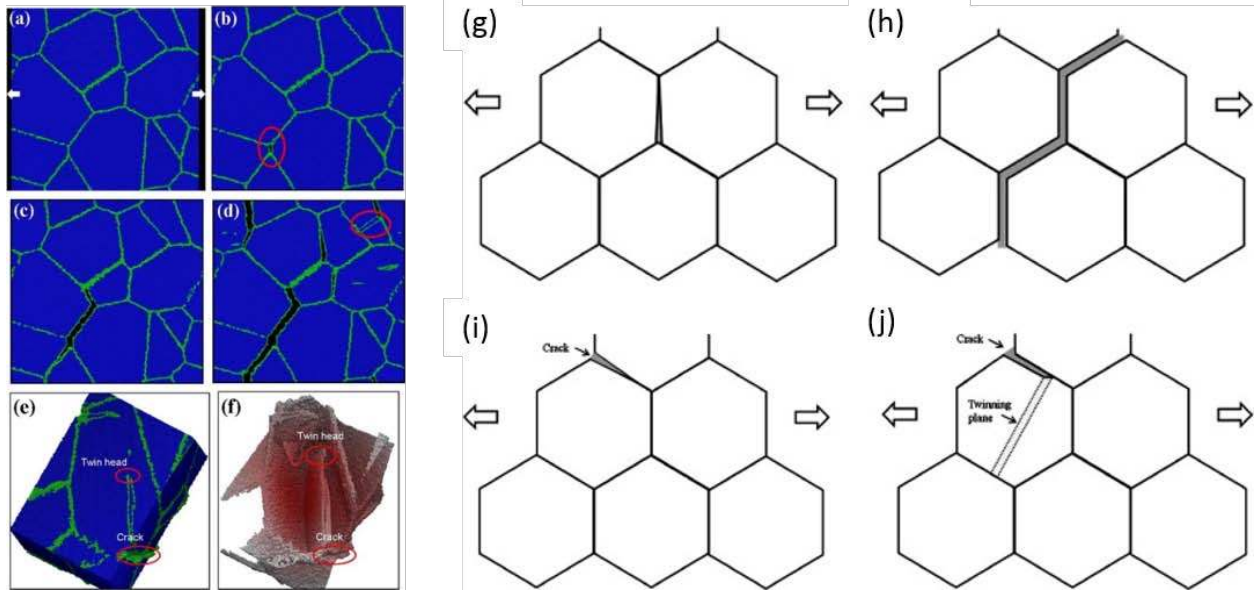 (a)
(b)
(c)
(d)
(e)
Twin head
Crack
(f)
Twin head
Crack
(g)
(h)
(i)
Crack
(j)
Crack
Twinning
plane